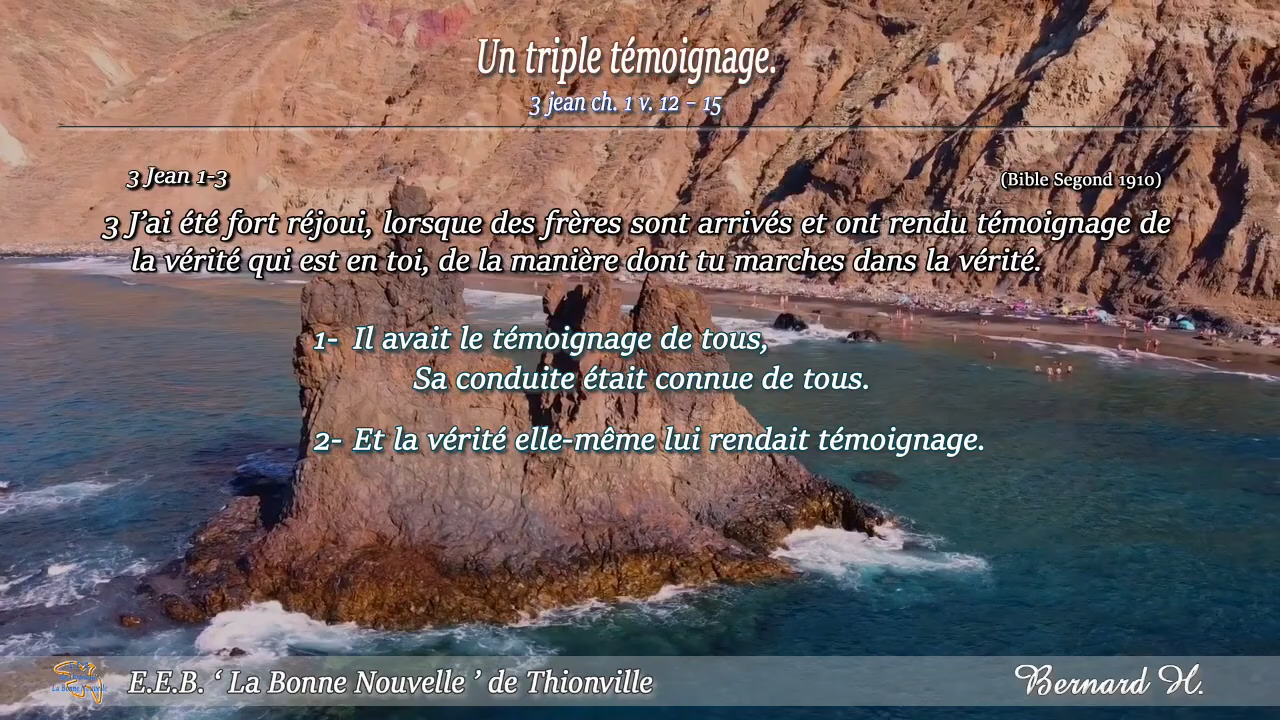 Un triple témoignage.
3 jean ch. 1 v. 12 – 15
3 Jean 1-3
(Bible Segond 1910)
3 J’ai été fort réjoui, lorsque des frères sont arrivés et ont rendu témoignage de
la vérité qui est en toi, de la manière dont tu marches dans la vérité.
1- Il avait le témoignage de tous,
Sa conduite était connue de tous.
2- Et la vérité elle-même lui rendait témoignage.
La Bonne Nouvelle
E.E.B. ‘ La Bonne Nouvelle ’ de Thionville
Bernard H.